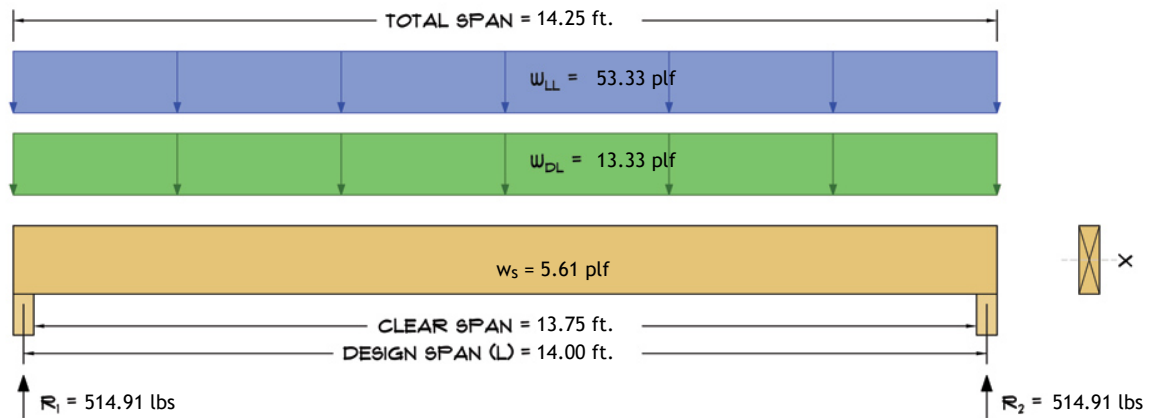 TOTAL SPAN = 14.25 ft.
WLL = 53.33 plf
WDL = 13.33 plf
ws = 5.61 plf
X
CLEAR SPAN = 13.75 ft.
DESIGN SPAN (L) = 14.00 ft.
R1 = 514.91 lbs
R2 = 514.91 lbs